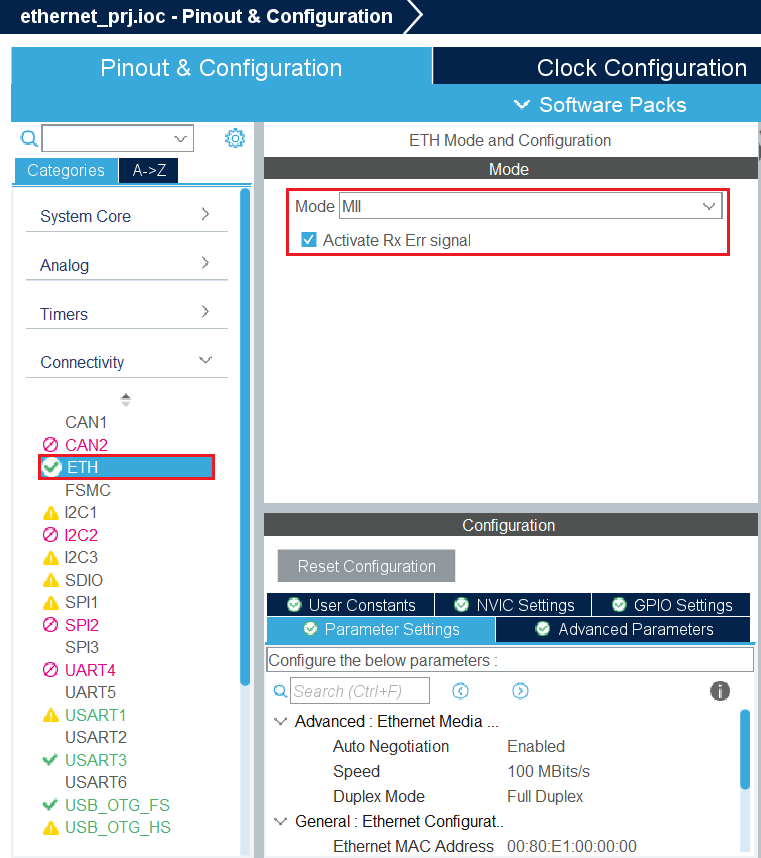 ethernet_prj.ioc - Pinout & Configuration
Pinout & Configuration
Clock Configuration
Software Packs
Categories
A->Z
System Core
Analog
Timers
Connectivity
CAN1
CAN2
ETH
FSMC
I2C1
I2C2
I2C3
SDIO
SPI1
SPI2
SPI3
UART4
UART5
USART1
USART2
USART3
USART6
USB_OTG_FS
USB_OTG_HS
ETH Mode and Configuration
Mode
Mode MII
Activate Rx Err signal
Configuration
Reset Configuration
User Constants
NVIC Settings
GPIO Settings
Parameter Settings
Advanced Parameters
Configure the below parameters :
Search (Ctrl+F)
Advanced : Ethernet Media ...
Auto Negotiation Enabled
Speed 100 MBits/s
Duplex Mode Full Duplex
General : Ethernet Configurat..
Ethernet MAC Address 00:80:E1:00:00:00